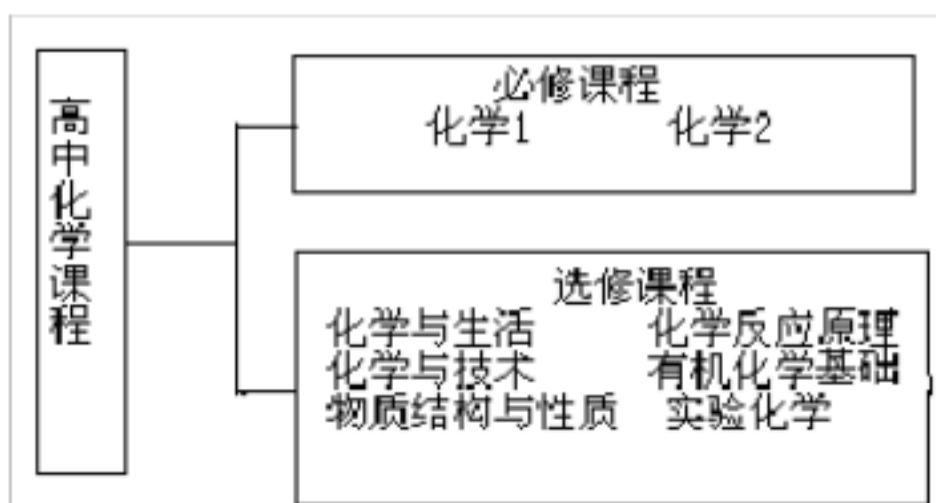 高中化学课程
必修课程
化学1 化学2
选修课程
化学与生活 化学反应原理
化学与技术 有机化学基础
物质结构与性质 实验化学